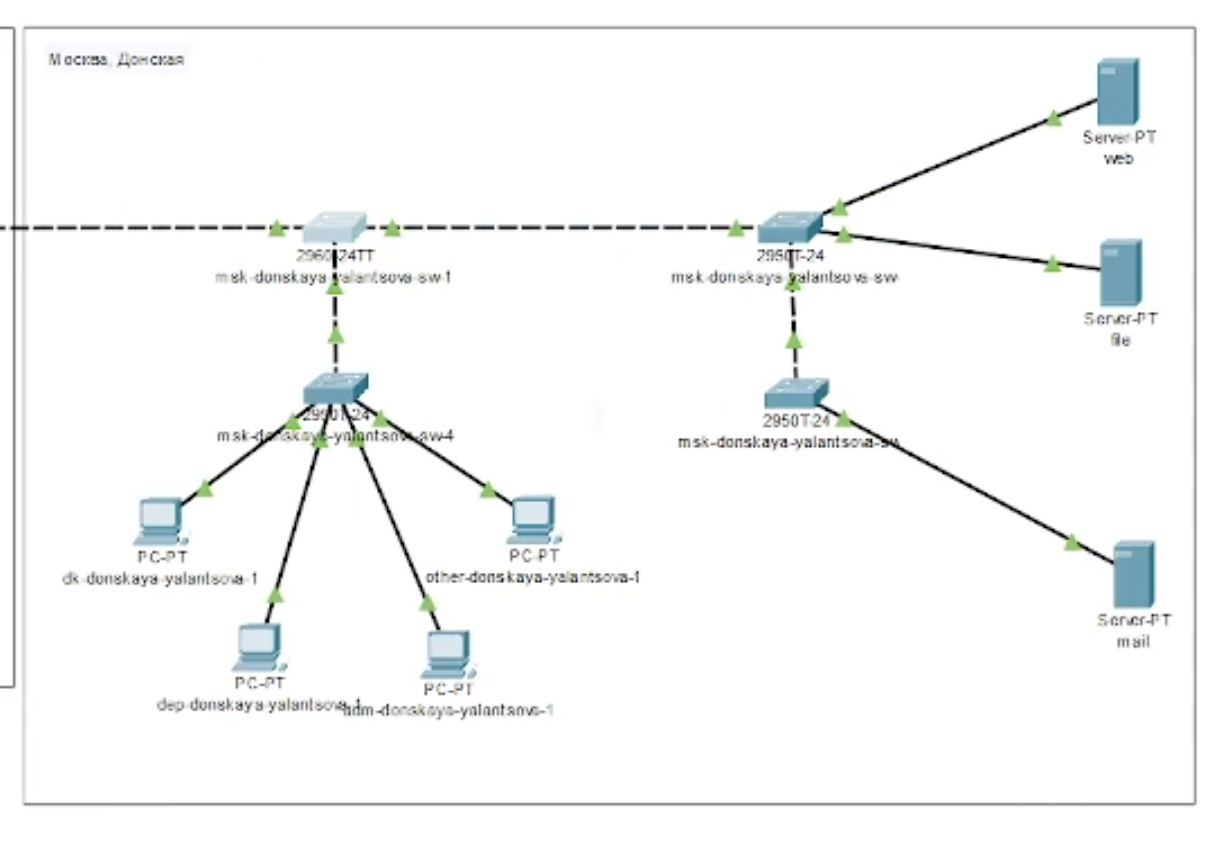 Москва, Донская
Server-PT
web
2960-24TT
msk-donskaya-yalantsova-sw-1
2950T-24
msk-donskaya-yalantsova-sw-
Server-PT
file
2950T-24
msk-donskaya-yalantsova-sw-4
2950T-24
msk-donskaya-yalantsova-sw-
PC-PT
dk-donskaya-yalantsova-1
PC-PT
other-donskaya-yalantsova-1
Server-PT
mail
PC-PT
dep-donskaya-yalantsova-1
PC-PT
adm-donskaya-yalantsova-1